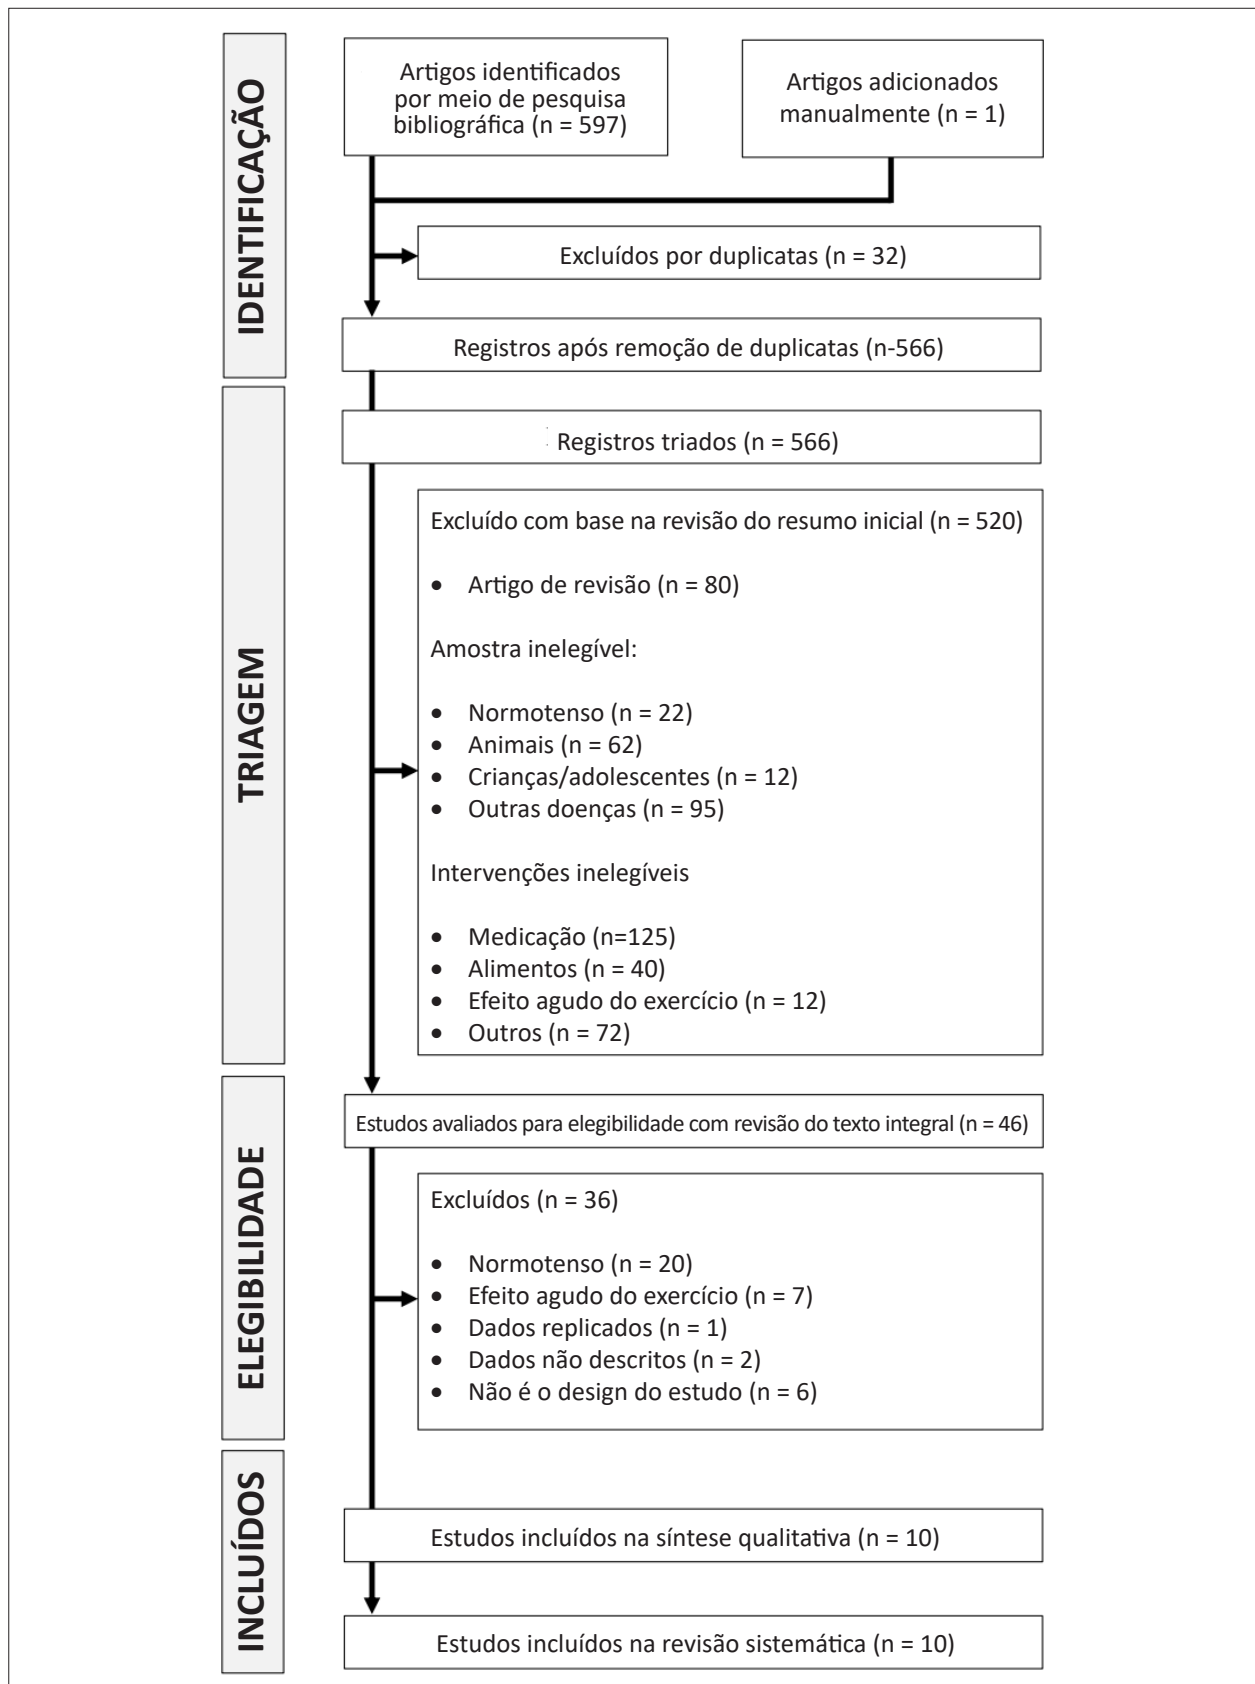 IDENTIFICAÇÃO
Artigos identificados
por meio de pesquisa
bibliográfica (n = 597)
Artigos adicionados
manualmente (n = 1)
Excluídos por duplicatas (n = 32)
Registros após remoção de duplicatas (n-566)
TRIAGEM
Registros triados (n = 566)
Excluído com base na revisão do resumo inicial (n = 520)
• Artigo de revisão (n = 80)
Amostra inelegível:
• Normotenso (n = 22)
• Animais (n = 62)
• Crianças/adolescentes (n = 12)
• Outras doenças (n = 95)
Intervenções inelegíveis
• Medicação (n=125)
• Alimentos (n = 40)
• Efeito agudo do exercício (n = 12)
• Outros (n = 72)
ELEGIBILIDADE
Estudos avaliados para elegibilidade com revisão do texto integral (n = 46)
Excluídos (n = 36)
• Normotenso (n = 20)
• Efeito agudo do exercício (n = 7)
• Dados replicados (n = 1)
• Dados não descritos (n = 2)
• Não é o design do estudo (n = 6)
INCLUÍDOS
Estudos incluídos na síntese qualitativa (n = 10)
Estudos incluídos na revisão sistemática (n = 10)